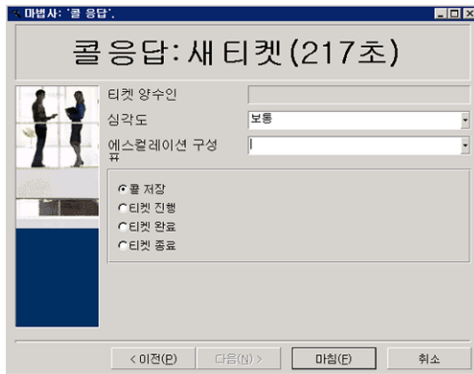 마법사: '콜 응답'.
콜 응답: 새 티켓 (217초)
티켓 양수인
심각도
보통
에스컬레이션 구성
표
콜 저장
티켓 진행
티켓 완료
티켓 종료
< 이전(P) 다음(N) > 마침(F) 취소